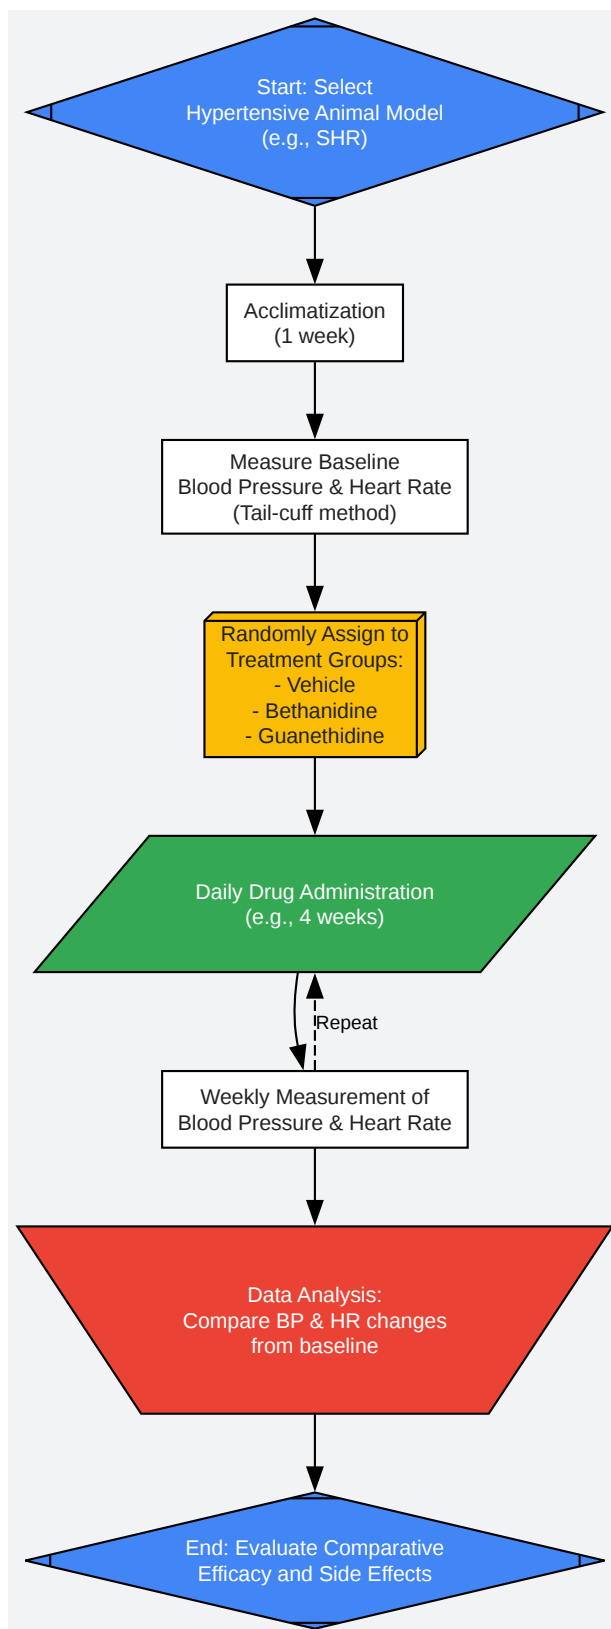 Start: Select
Hypertensive Animal Model
(e.g., SHR)
Acclimatization
(1 week)
Measure Baseline
Blood Pressure & Heart Rate
(Tail-cuff method)
Randomly Assign to
Treatment Groups:
- Vehicle
- Bethanidine
- Guanethidine
Daily Drug Administration
(e.g., 4 weeks)
Repeat
Weekly Measurement of
Blood Pressure & Heart Rate
Data Analysis:
Compare BP & HR changes
from baseline
End: Evaluate Comparative
Efficacy and Side Effects